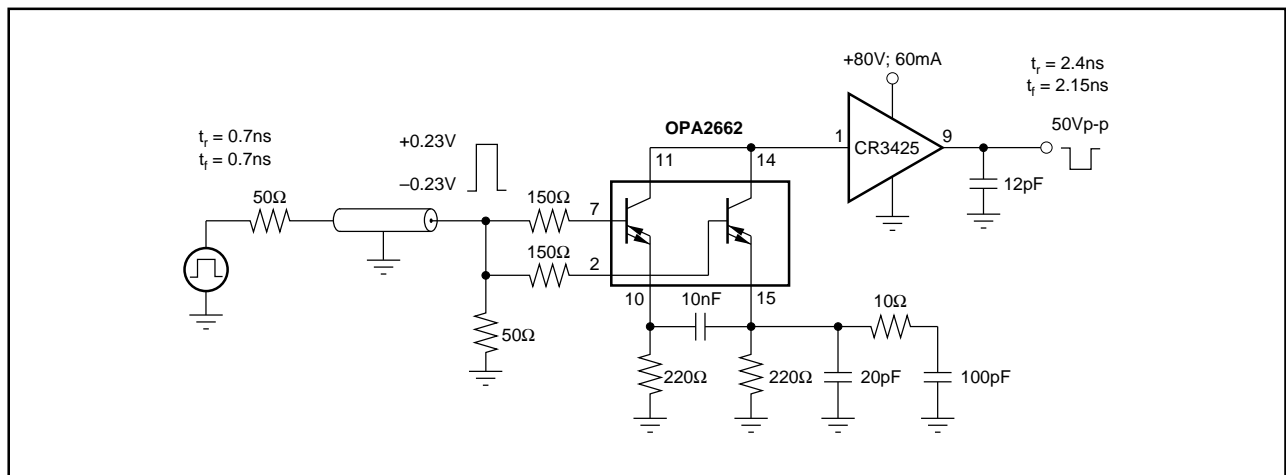 +80V; 60mA
t_r = 2.4ns
t_f = 2.15ns
50Vp-p
OPA2662
1
CR3425
9
11
14
12pF
t_r = 0.7ns
t_f = 0.7ns
+0.23V
–0.23V
50Ω
150Ω
7
150Ω
2
10
10nF
15
10Ω
50Ω
220Ω
220Ω
20pF
100pF